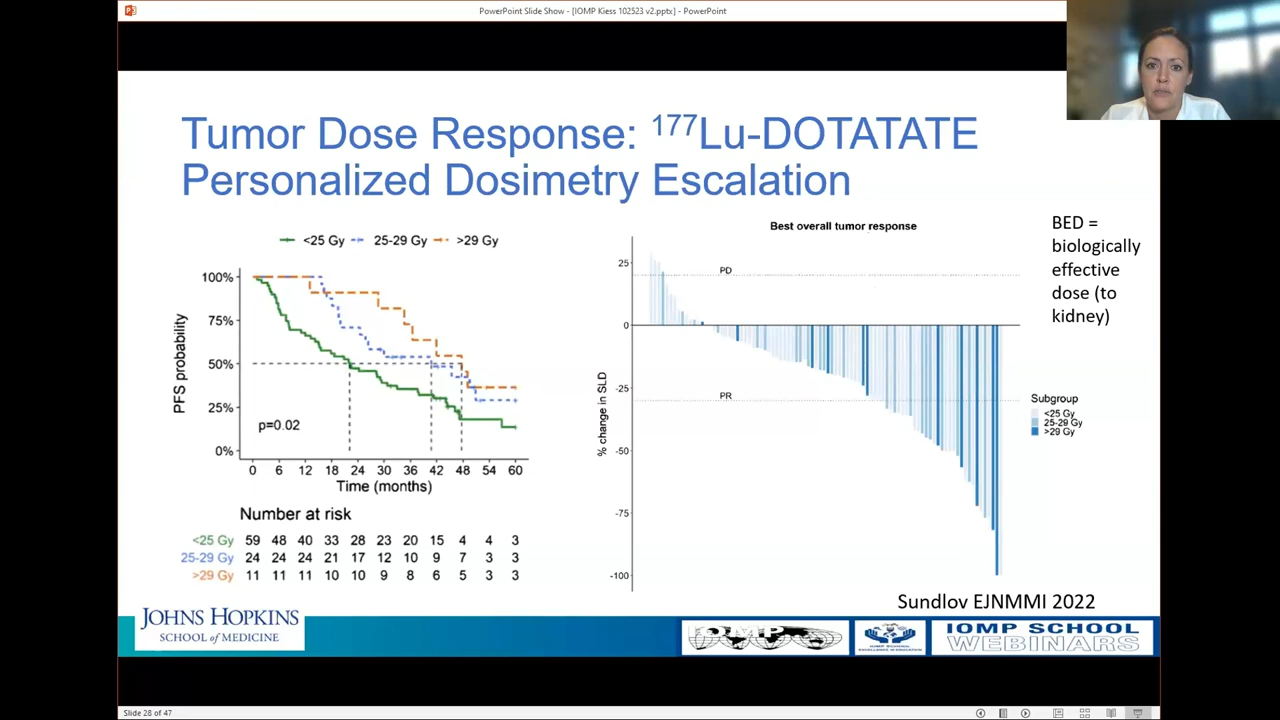 PowerPoint Slide Show - [IOMP Kiess 102523 v2.pptx] - PowerPoint
Tumor Dose Response: ¹⁷⁷Lu-DOTATATE
Personalized Dosimetry Escalation
<25 Gy 25-29 Gy >29 Gy
100%
75%
50%
25%
0%
PFS probability
p=0.02
0 6 12 18 24 30 36 42 48 54 60
Time (months)
Number at risk
<25 Gy 59 48 40 33 28 23 20 15 4 4 3
25-29 Gy 24 24 24 21 17 12 10 9 7 3 3
>29 Gy 11 11 11 10 10 9 8 6 5 3 3
Best overall tumor response
25
0
-25
-50
-75
-100
% change in SLD
PD
PR
BED =
biologically
effective
dose (to
kidney)
Subgroup
<25 Gy
25-29 Gy
>29 Gy
Sundlov EJNMMI 2022
JOHNS HOPKINS
SCHOOL of MEDICINE
IOMP
IOMP SCHOOL
WEBINARS
Slide 28 of 47